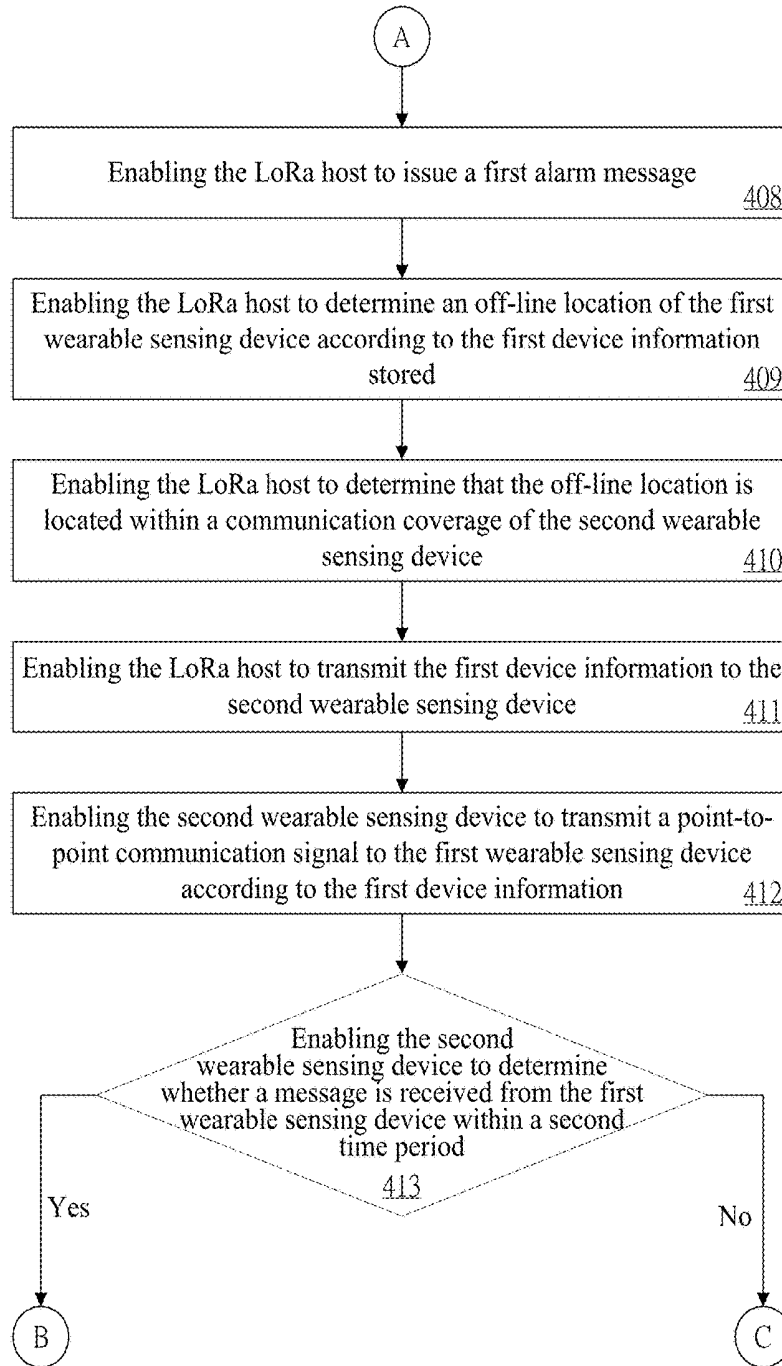 A
Enabling the LoRa host to issue a first alarm message
408
Enabling the LoRa host to determine an off-line location of the first
wearable sensing device according to the first device information
stored
409
Enabling the LoRa host to determine that the off-line location is
located within a communication coverage of the second wearable
sensing device
410
Enabling the LoRa host to transmit the first device information to the
second wearable sensing device
411
Enabling the second wearable sensing device to transmit a point-to-
point communication signal to the first wearable sensing device
according to the first device information
412
Enabling the second
wearable sensing device to determine
whether a message is received from the first
wearable sensing device within a second
time period
413
Yes
No
B
C